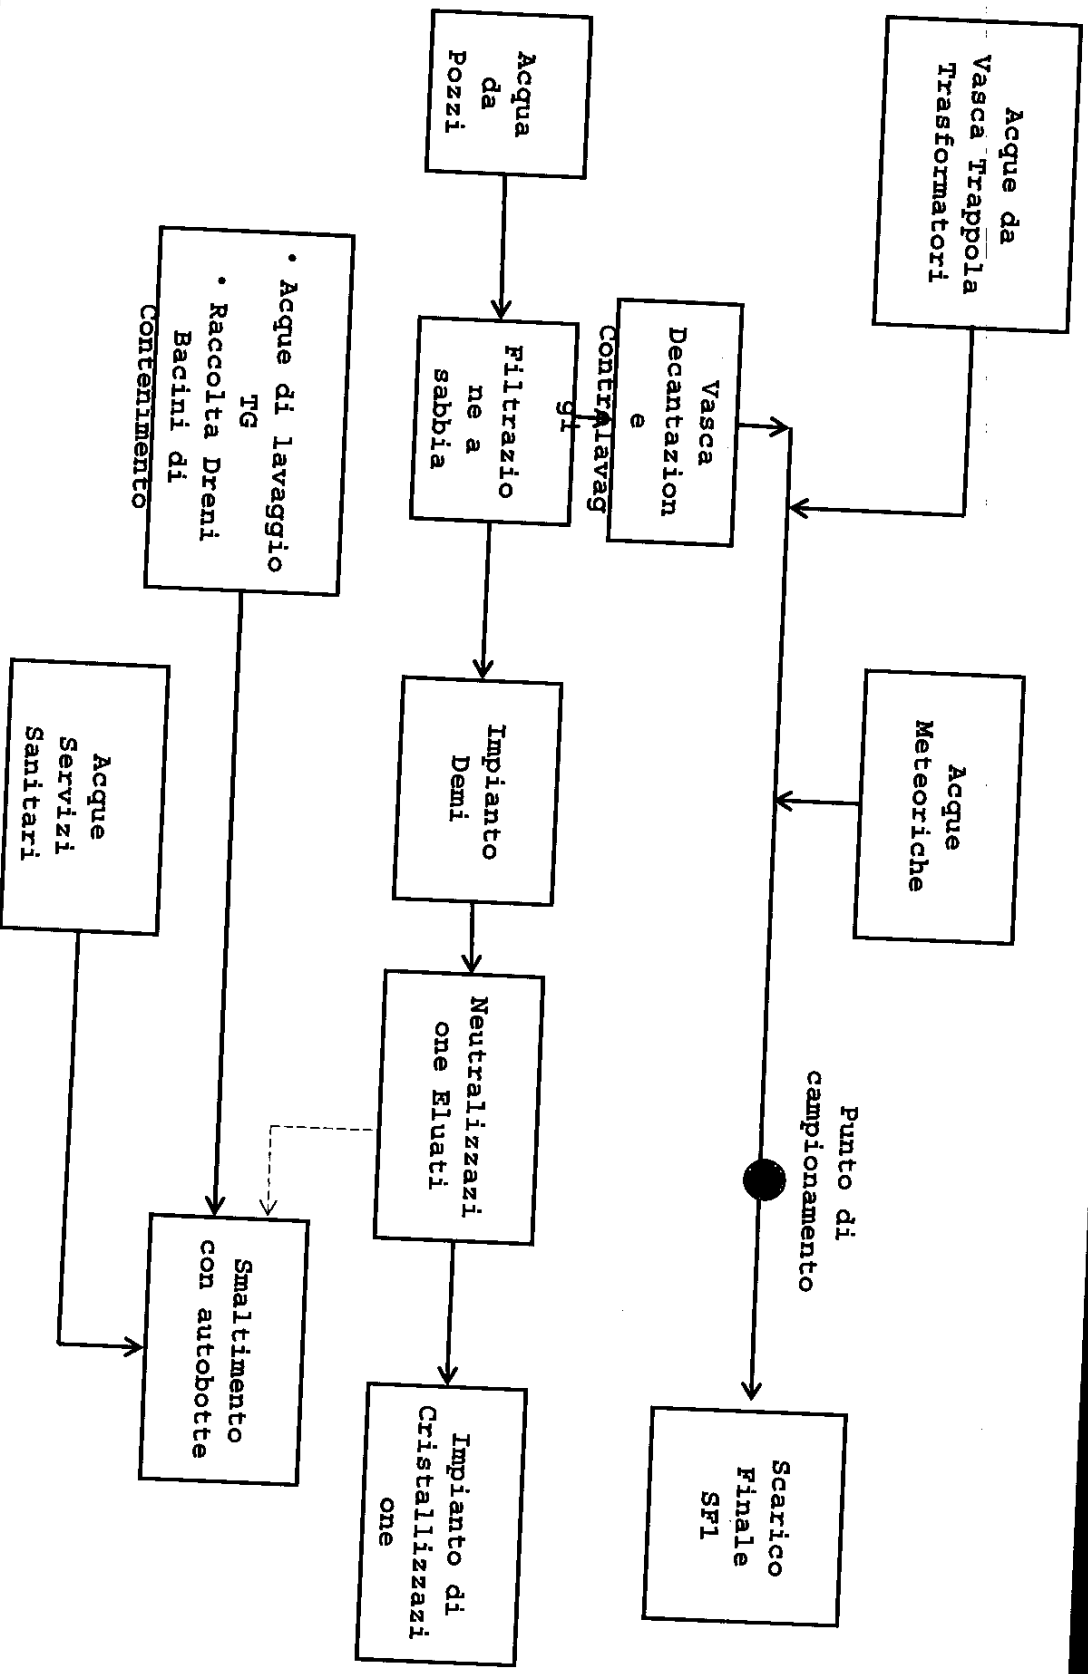 Acque da
Vasca Trappola
Trasformatori
Acque
Meteoriche
Punto di
campionamento
Scarico
Finale
SF1
Vasca
Decantazion
e
Contralavag
gi
Acqua
da
Pozzi
Filtrazio
ne a
sabbia
Impianto
Demi
Neutralizzazi
one Eluati
Impianto di
Cristallizzazi
one
• Acque di lavaggio
TG
• Raccolta Dreni
Bacini di
Contenimento
Smaltimento
con autobotte
Acque
Servizi
Sanitari